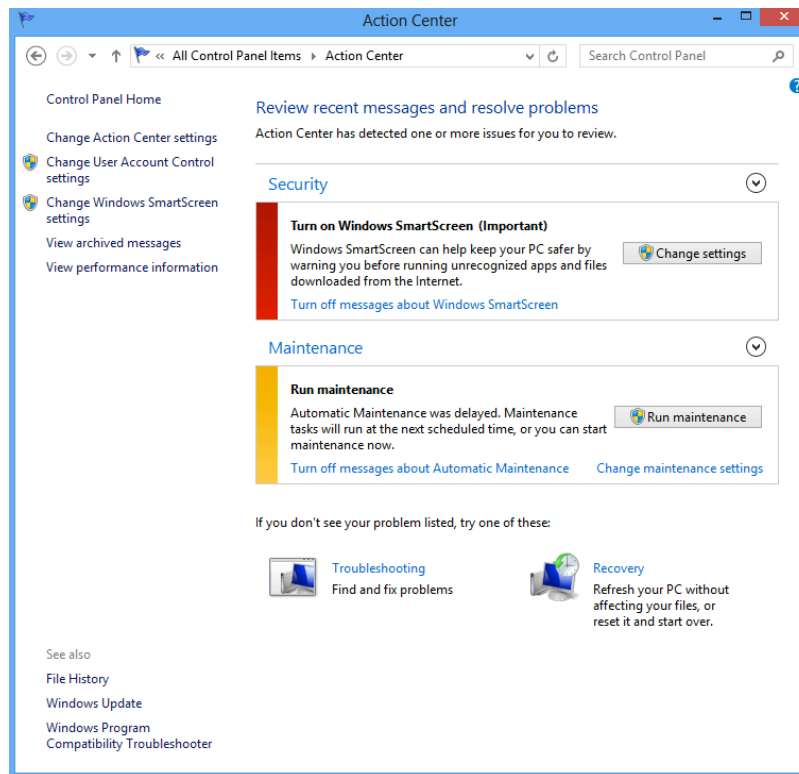 Action Center
« All Control Panel Items Action Center
Search Control Panel
Control Panel Home
Change Action Center settings
Change User Account Control
settings
Change Windows SmartScreen
settings
View archived messages
View performance information
Review recent messages and resolve problems
Action Center has detected one or more issues for you to review.
Security
Turn on Windows SmartScreen (Important)
Windows SmartScreen can help keep your PC safer by
warning you before running unrecognized apps and files
downloaded from the Internet.
Change settings
Turn off messages about Windows SmartScreen
Maintenance
Run maintenance
Automatic Maintenance was delayed. Maintenance
tasks will run at the next scheduled time, or you can start
maintenance now.
Run maintenance
Turn off messages about Automatic Maintenance
Change maintenance settings
If you don't see your problem listed, try one of these:
Troubleshooting
Find and fix problems
Recovery
Refresh your PC without
affecting your files, or
reset it and start over.
See also
File History
Windows Update
Windows Program
Compatibility Troubleshooter